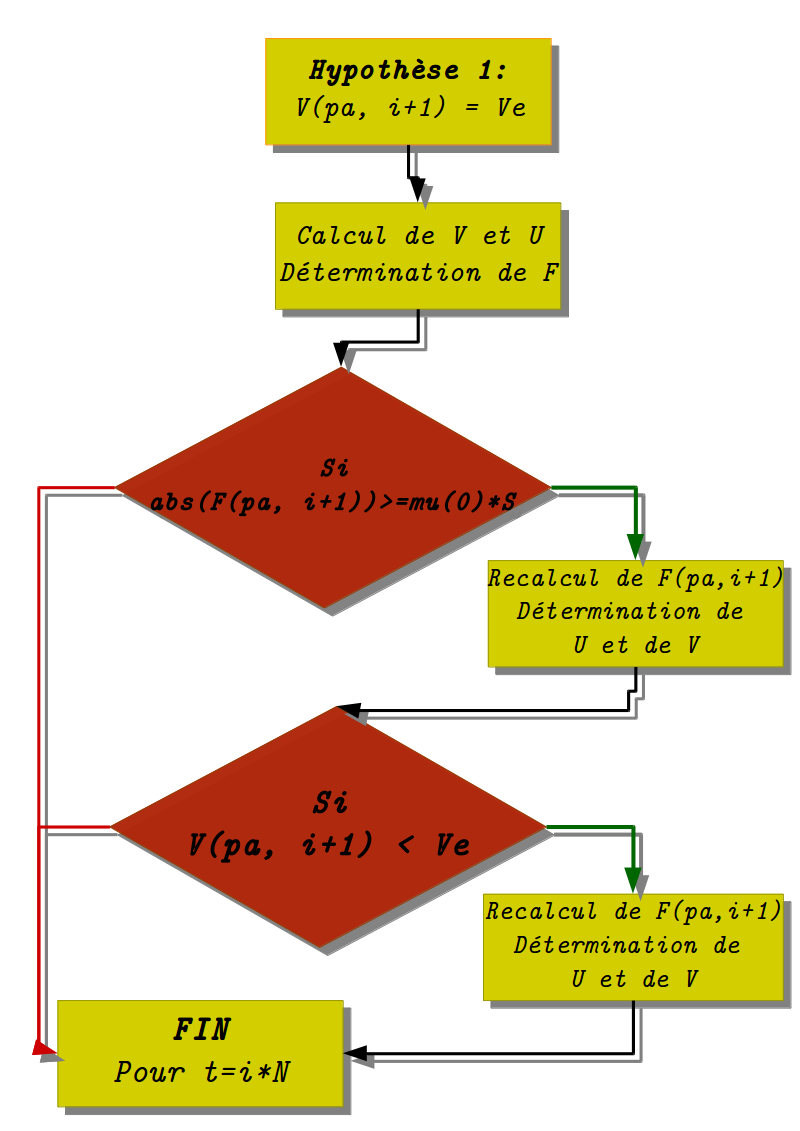 Hypothèse 1:
V(pa, i+1) = Ve
Calcul de V et U
Détermination de F
Si
abs(F(pa, i+1))>=mu(0)*S
Recalcul de F(pa,i+1)
Détermination de
U et de V
Si
V(pa, i+1) < Ve
Recalcul de F(pa,i+1)
Détermination de
U et de V
FIN
Pour t=i*N